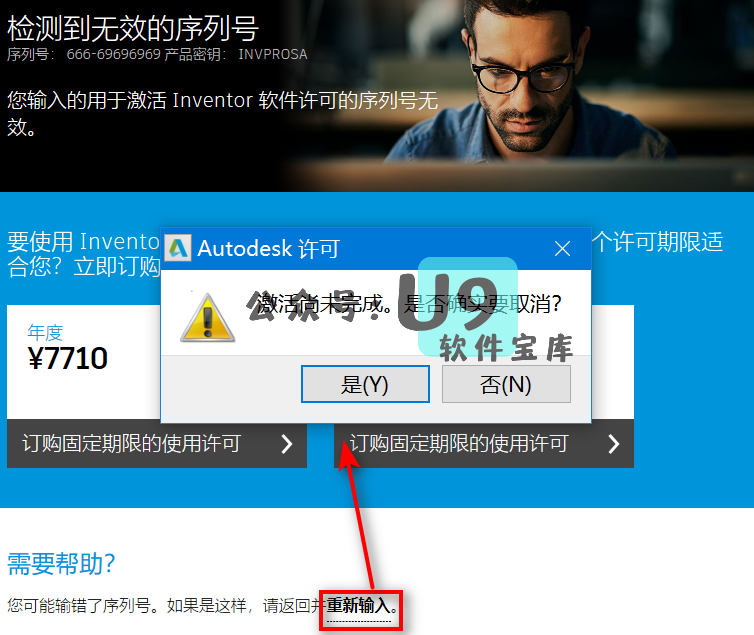 检测到无效的序列号
序列号: 666-69696969 产品密钥: INVPROSA
您输入的用于激活 Inventor 软件许可的序列号无
效。
要使用 Invento
个许可期限适
合您？立即订购
Autodesk 许可
激活尚未完成。是否确实要取消?
公众号：U9
软件宝库
是(Y)
否(N)
年度
¥7710
订购固定期限的使用许可
订购固定期限的使用许可
需要帮助?
您可能输错了序列号。如果是这样，请返回并重新输入。